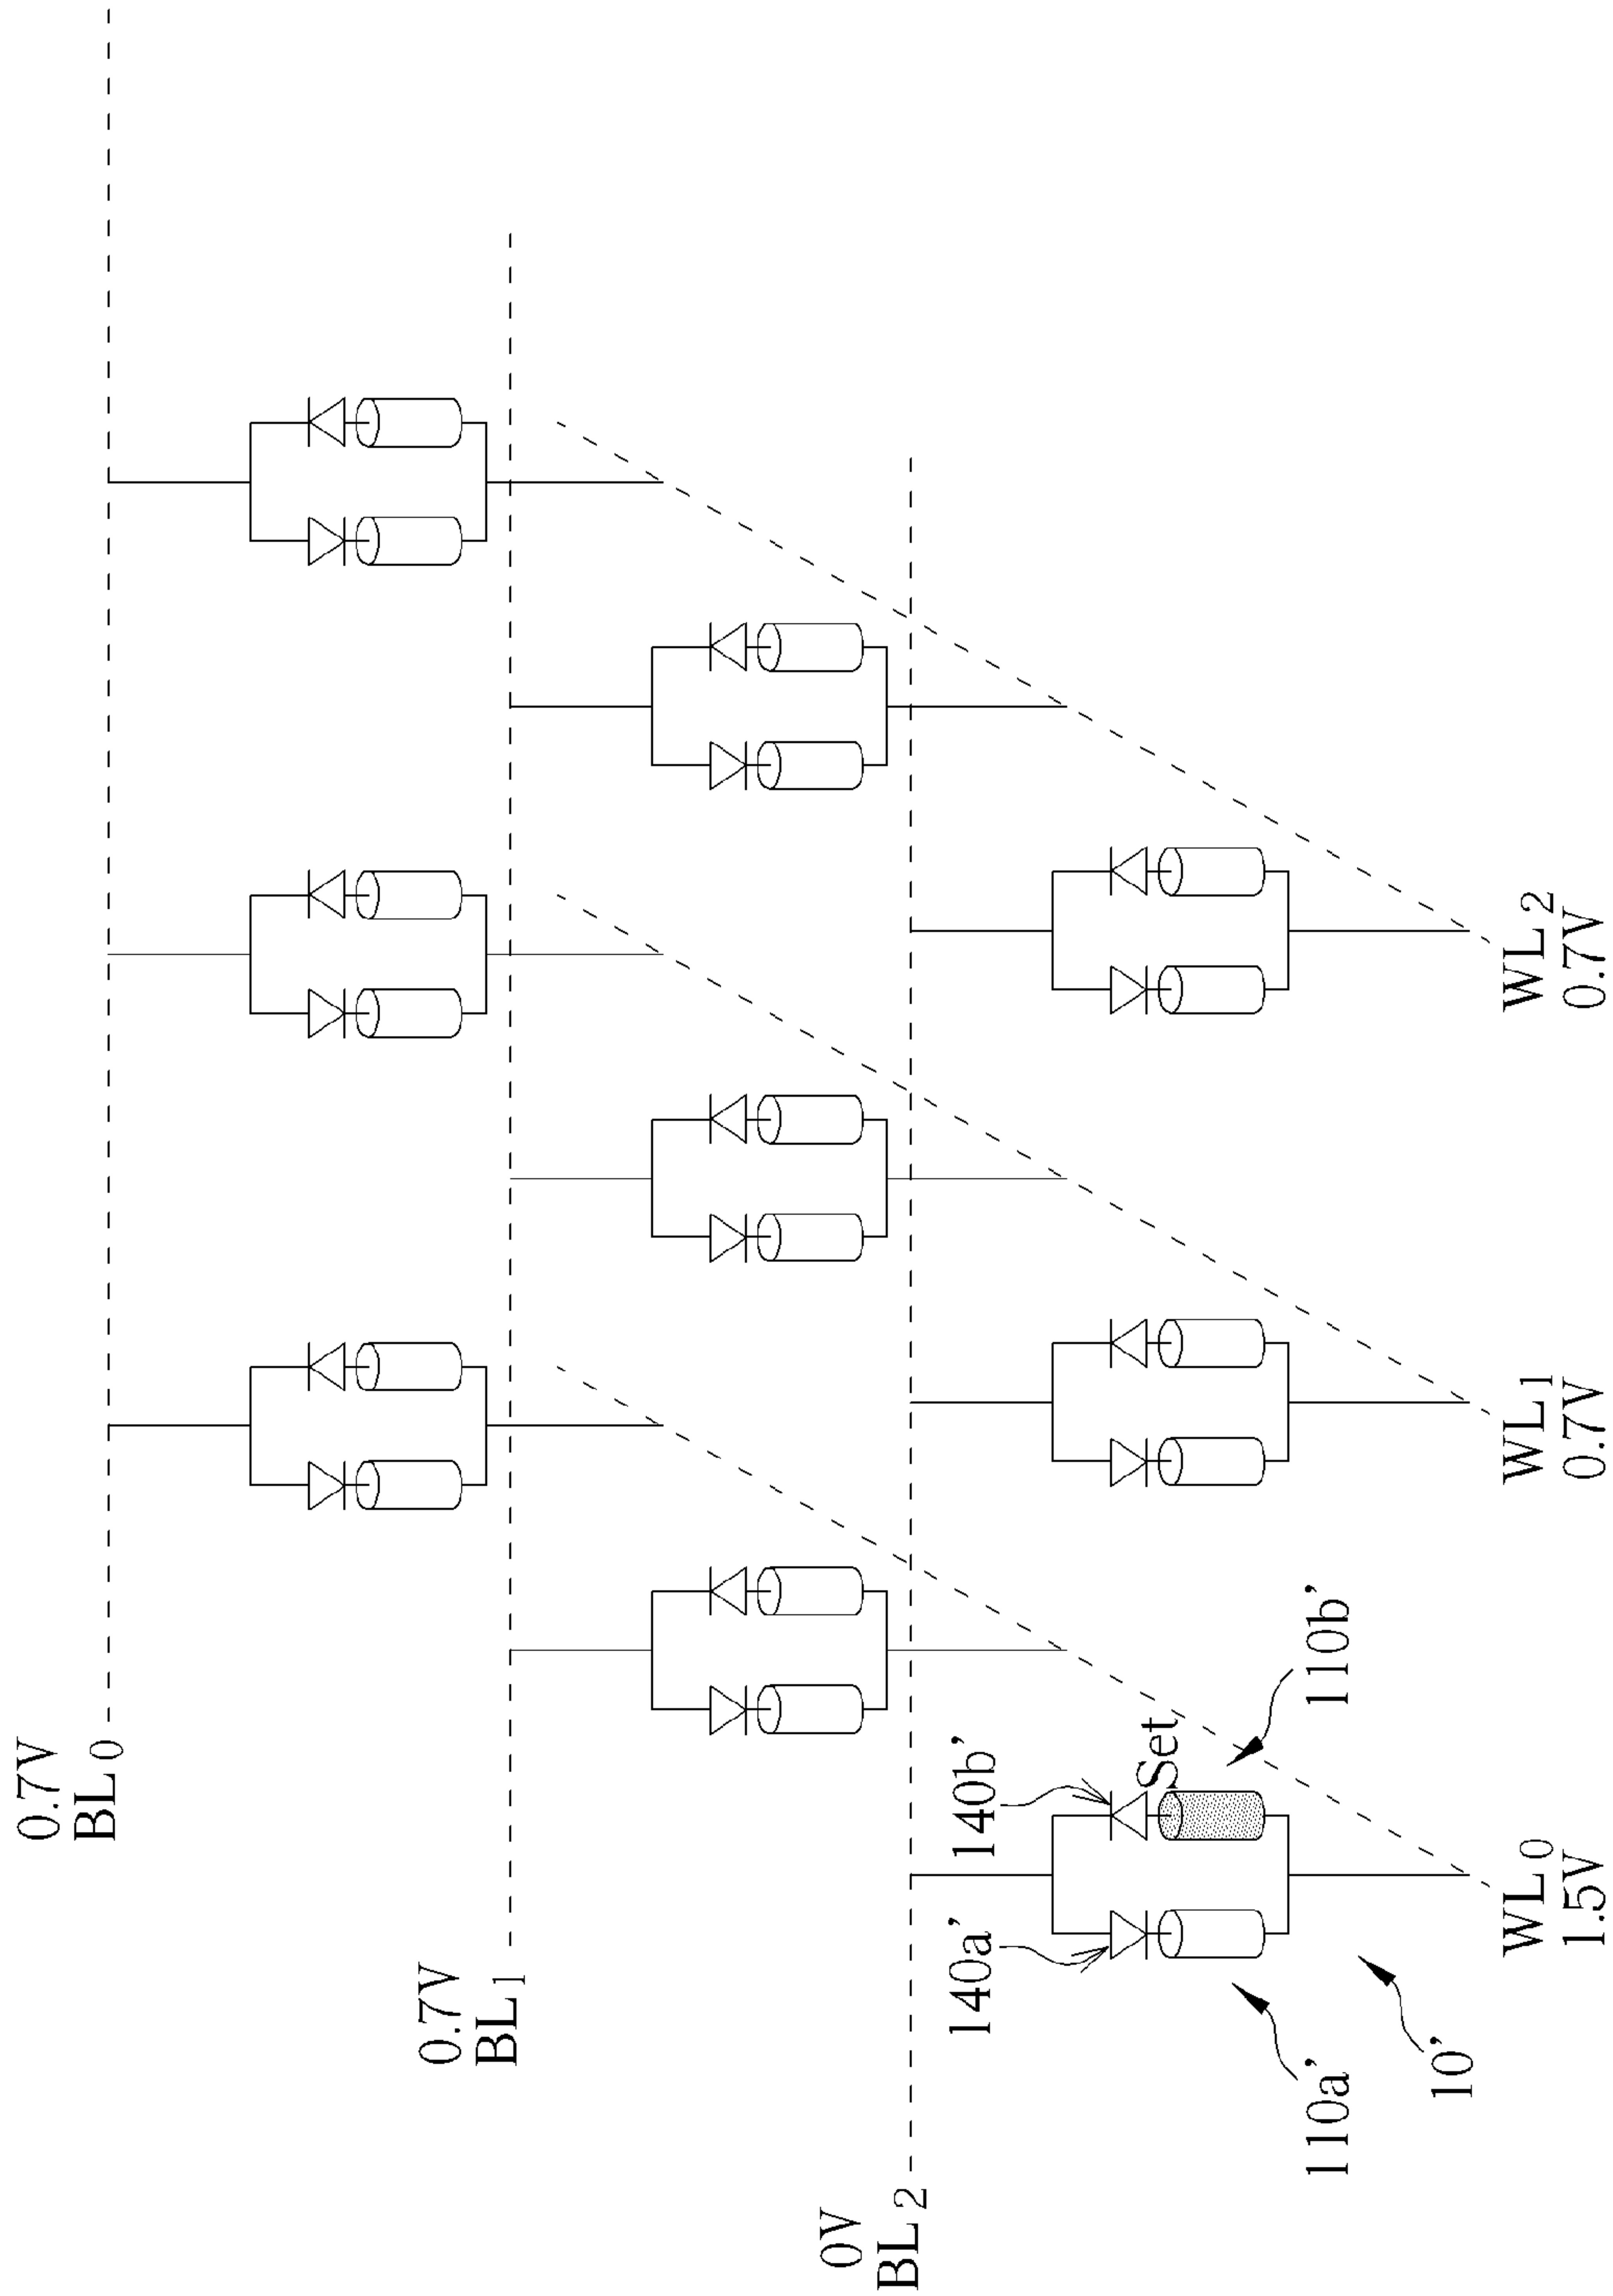 0.7V
BL0
0.7V
BL1
0V
BL2
140a’
140b’
Set
110a’
110b’
10’
WL0
1.5V
WL1
0.7V
WL2
0.7V